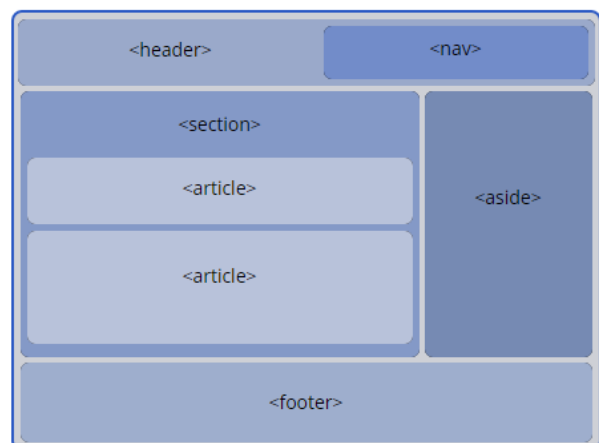 <header>
<nav>
<section>
<article>
<article>
<aside>
<footer>